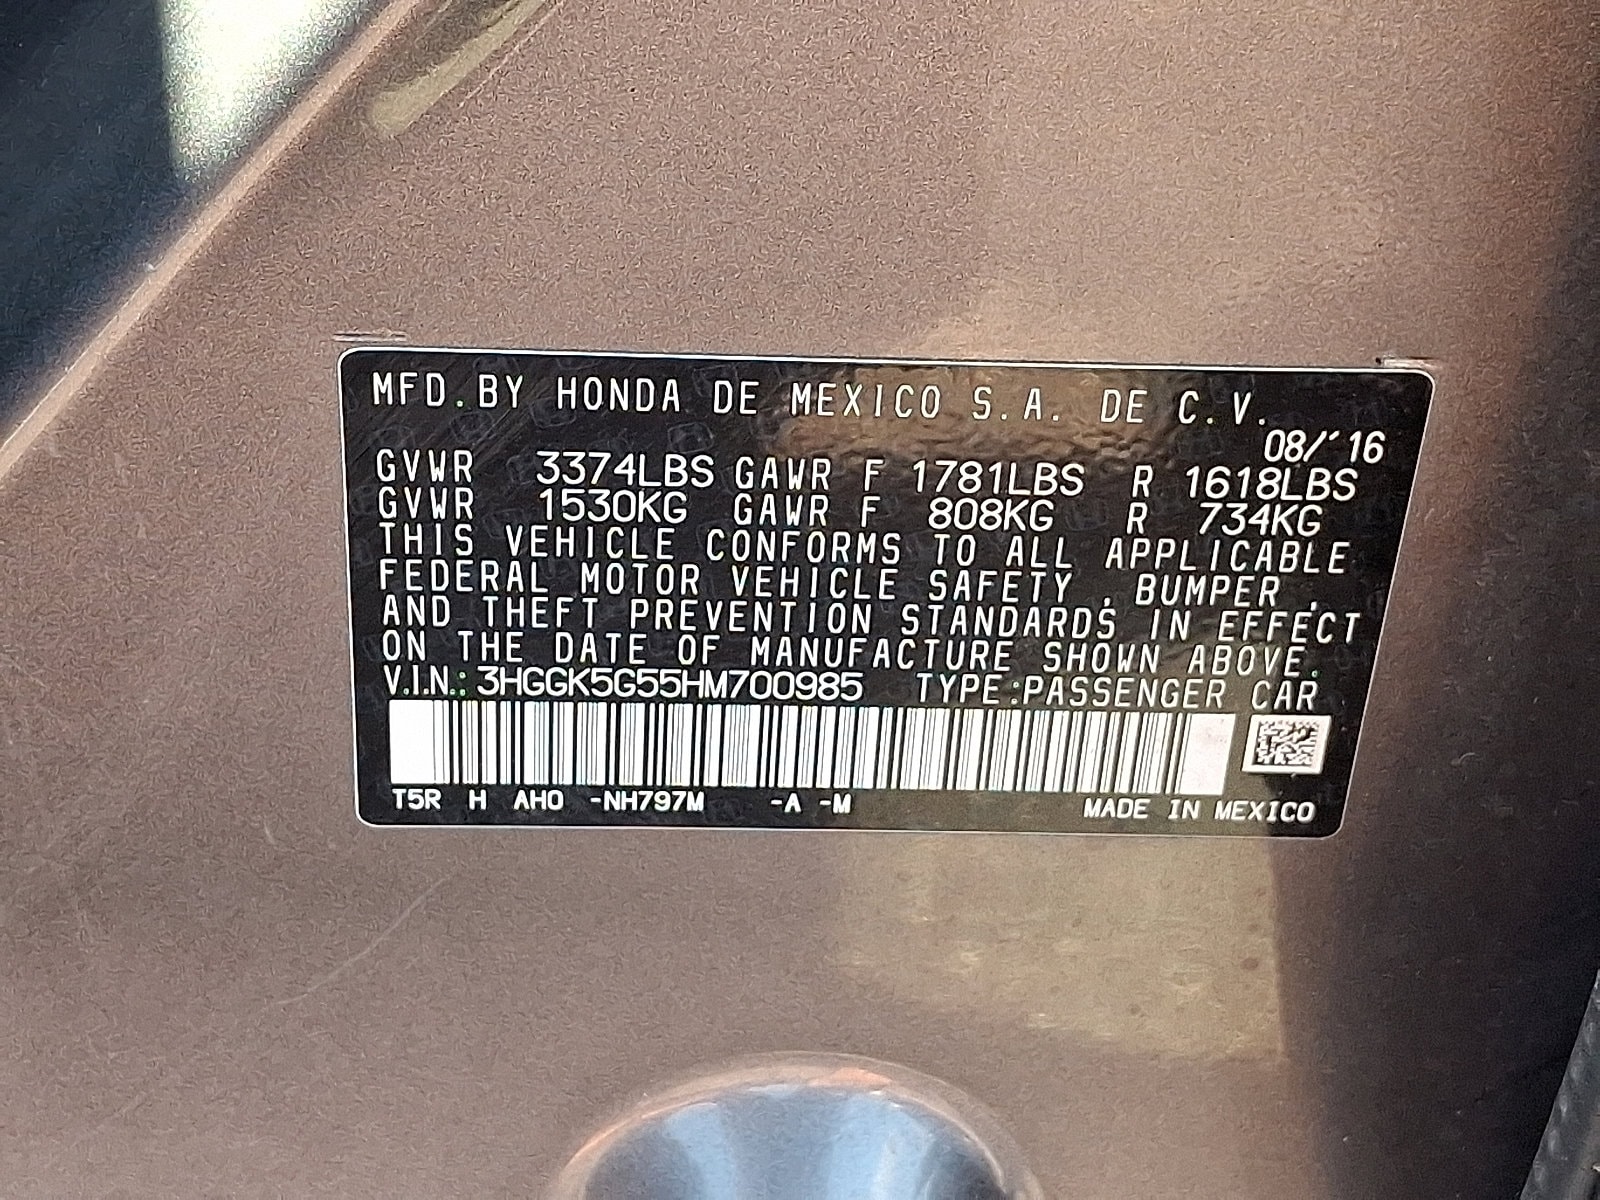 MFD. BY HONDA DE MEXICO S.A. DE C.V.
08/'16
GVWR 3374LBS GAWR F 1781LBS R 1618LBS
GVWR 1530KG GAWR F 808KG R 734KG
THIS VEHICLE CONFORMS TO ALL APPLICABLE
FEDERAL MOTOR VEHICLE SAFETY, BUMPER,
AND THEFT PREVENTION STANDARDS IN EFFECT
ON THE DATE OF MANUFACTURE SHOWN ABOVE.
V.I.N.: 3HGGK5G55HM700985 TYPE:PASSENGER CAR
T5R H AH0 -NH797M -A -M MADE IN MEXICO